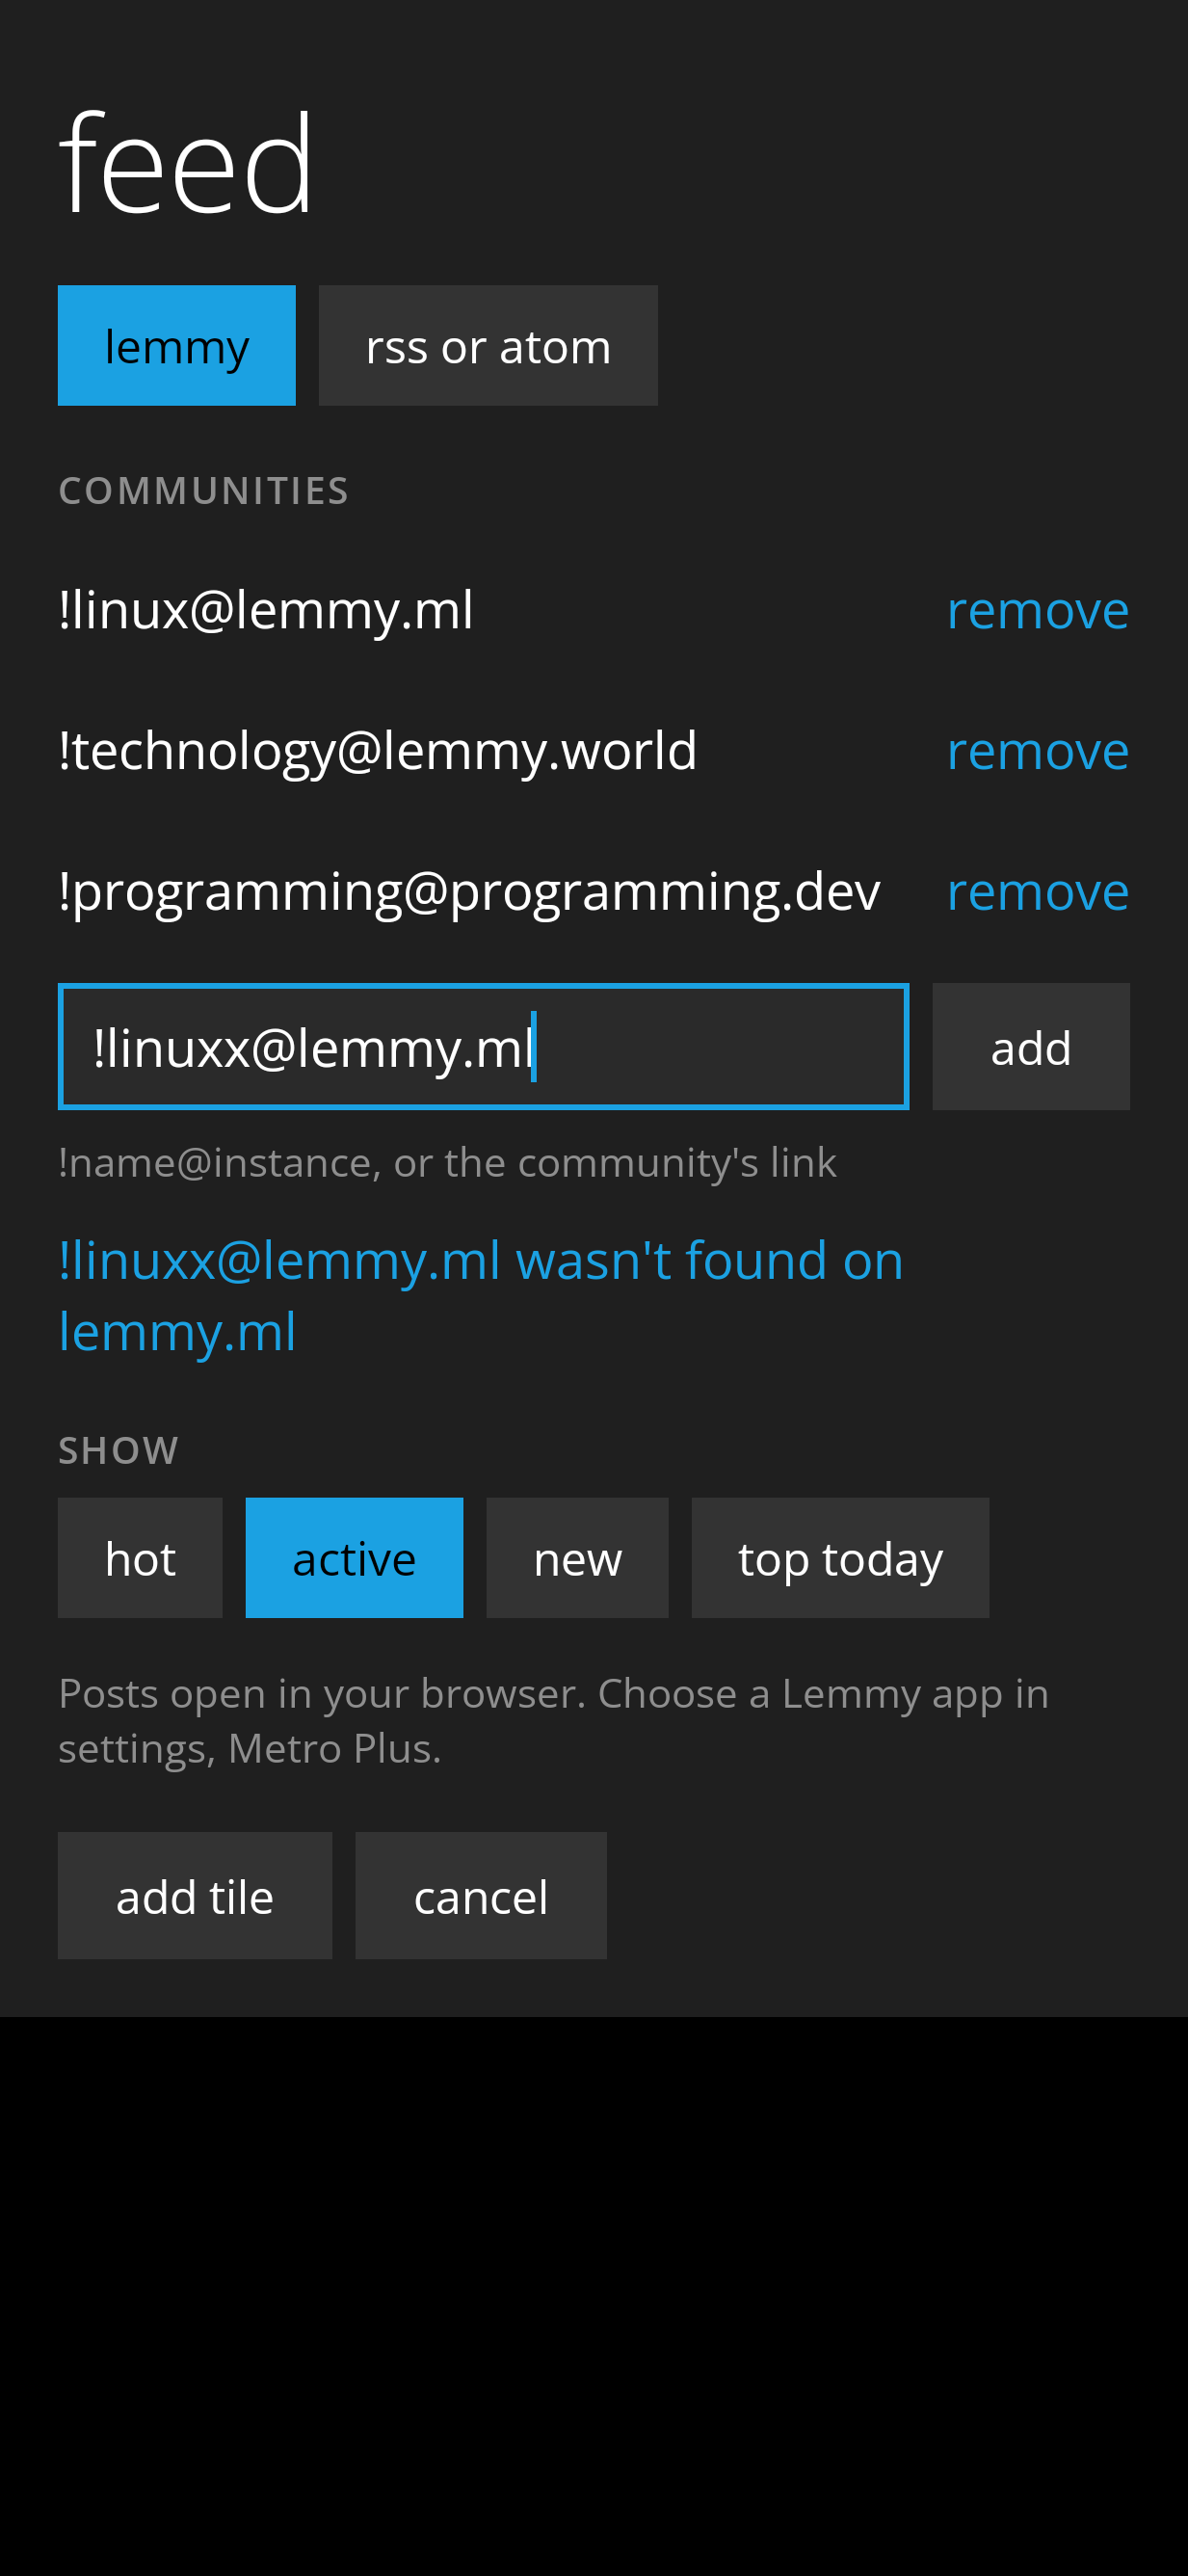 feed
lemmy rss or atom
COMMUNITIES
!linux@lemmy.ml remove
!technology@lemmy.world remove
!programming@programming.dev remove
!linuxx@lemmy.ml add
!name@instance, or the community's link
!linuxx@lemmy.ml wasn't found on
lemmy.ml
SHOW
hot active new top today
Posts open in your browser. Choose a Lemmy app in
settings, Metro Plus.
add tile cancel